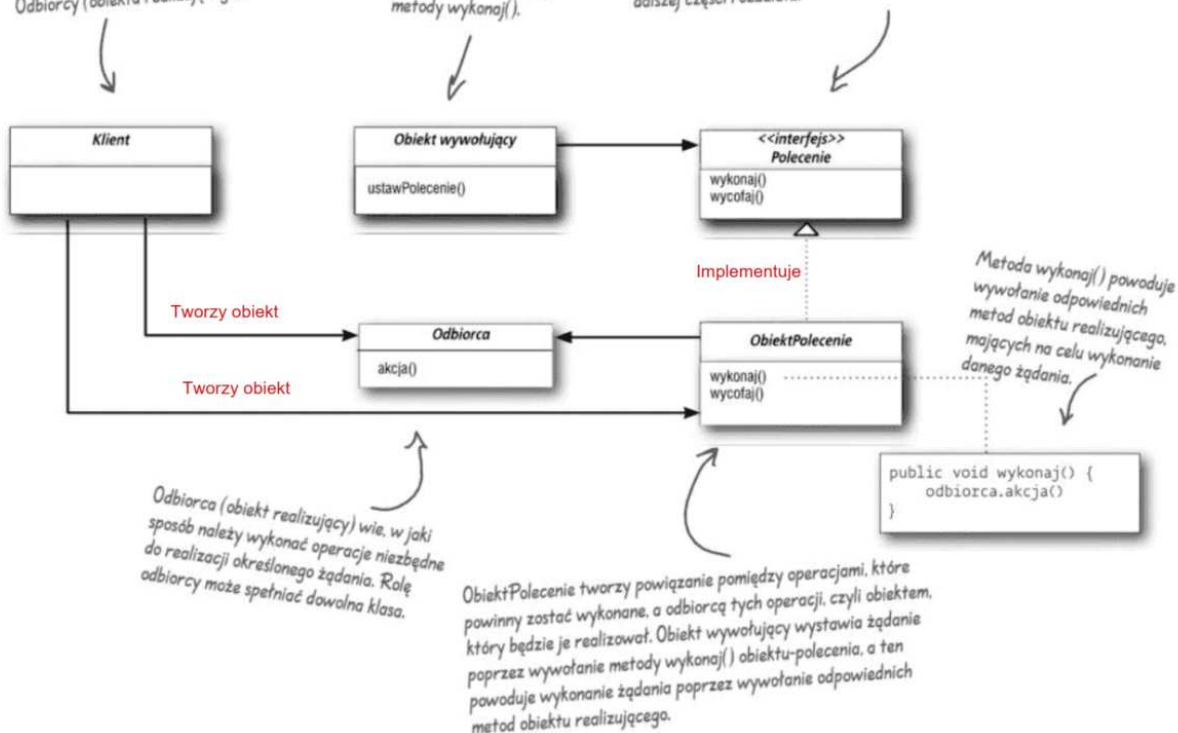 Odbiorcy (obiektu
metody wykonaj().
dalszej części
Klient
Obiekt wywołujący
ustawPolecenie()
<<interfejs>>
Polecenie
wykonaj()
wycofaj()
Implementuje
Metoda wykonaj() powoduje
wywołanie odpowiednich
metod obiektu realizującego,
mających na celu wykonanie
danego żądania.
Tworzy obiekt
Odbiorca
akcja()
ObiektPolecenie
wykonaj()
wycofaj()
Tworzy obiekt
public void wykonaj() {
odbiorca.akcja()
}
Odbiorca (obiekt realizujący) wie, w jaki
sposób należy wykonać operacje niezbędne
do realizacji określonego żądania. Rolę
odbiorcy może spełniać dowolna klasa.
ObiektPolecenie tworzy powiązanie pomiędzy operacjami, które
powinny zostać wykonane, a odbiorcą tych operacji, czyli obiektem,
który będzie je realizował. Obiekt wywołujący wystawia żądanie
poprzez wywołanie metody wykonaj() obiektu-polecenia, a ten
powoduje wykonanie żądania poprzez wywołanie odpowiednich
metod obiektu realizującego.